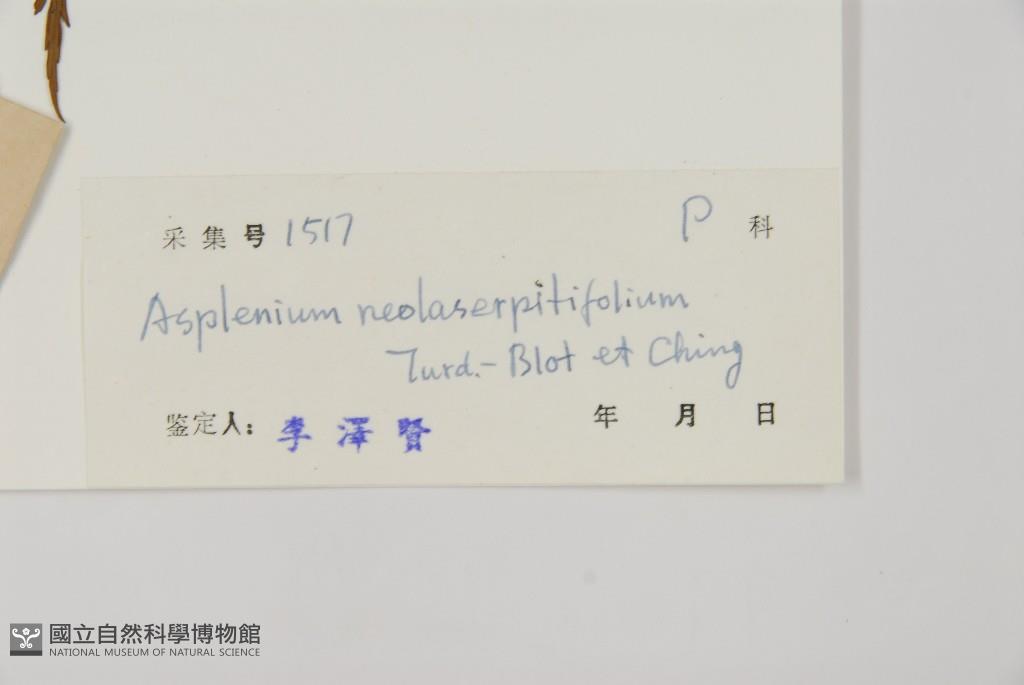 采集号 1517 P 科
Asplenium neolaserpitifolium
Turd.-Blot et Ching
鉴定人: 李澤賢 年 月 日
國立自然科學博物館
NATIONAL MUSEUM OF NATURAL SCIENCE